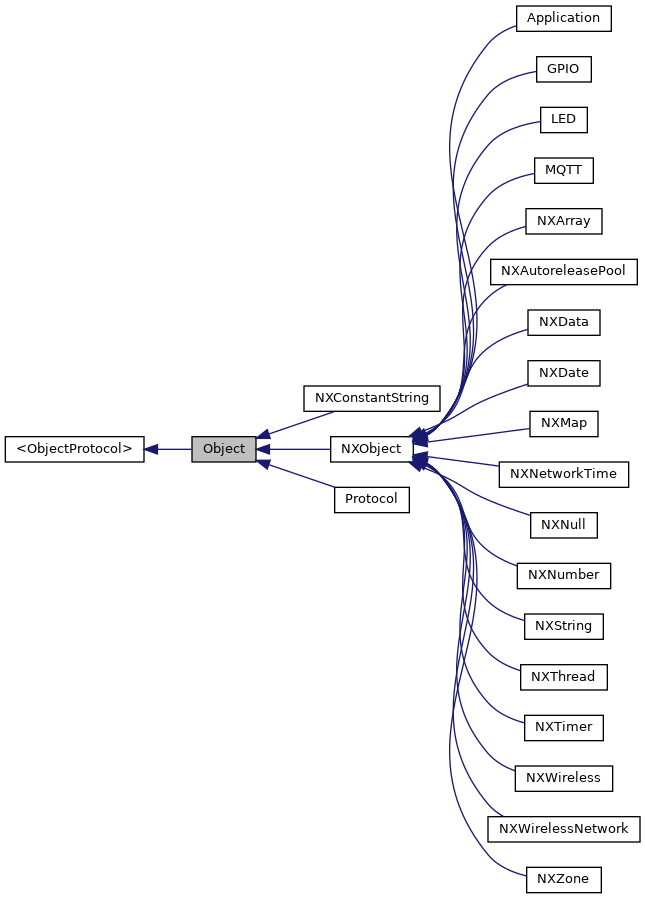 Application
GPIO
LED
MQTT
NXArray
NXAutoreleasePool
NXData
NXDate
NXConstantString
NXMap
<ObjectProtocol>
Object
NXObject
NXNetworkTime
Protocol
NXNull
NXNumber
NXString
NXThread
NXTimer
NXWireless
NXWirelessNetwork
NXZone